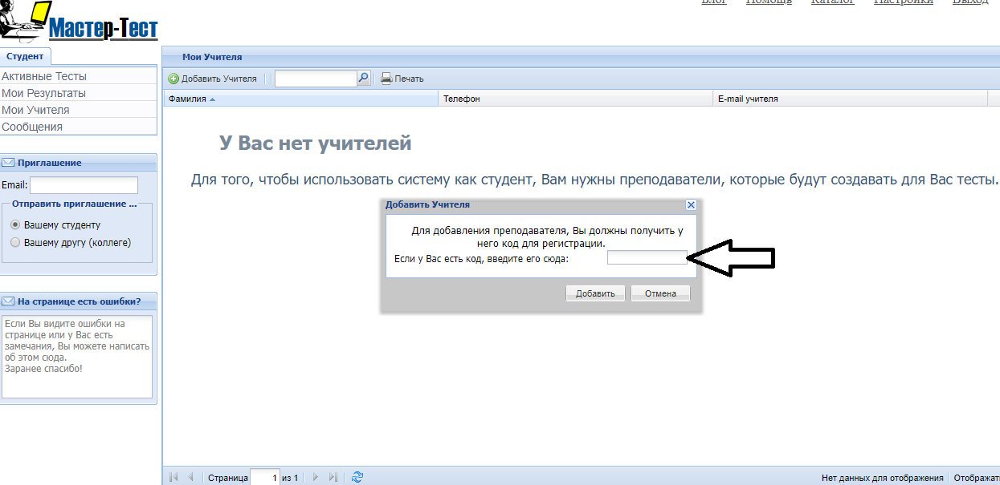 Блог Помощь Каталог Настройки Выход
Мастер-Тест
Студент
Активные Тесты
Мои Результаты
Мои Учителя
Сообщения
Приглашение
Email:
Отправить приглашение ...
Вашему студенту
Вашему другу (коллеге)
На странице есть ошибки?
Если Вы видите ошибки на
странице или у Вас есть
замечания, Вы можете написать
об этом сюда.
Заранее спасибо!
Мои Учителя
Добавить Учителя Печать
Фамилия Телефон E-mail учителя
У Вас нет учителей
Для того, чтобы использовать систему как студент, Вам нужны преподаватели, которые будут создавать для Вас тесты.
Добавить Учителя
Для добавления преподавателя, Вы должны получить у
него код для регистрации.
Если у Вас есть код, введите его сюда:
Добавить Отмена
Страница 1 из 1 Нет данных для отображения Отображат